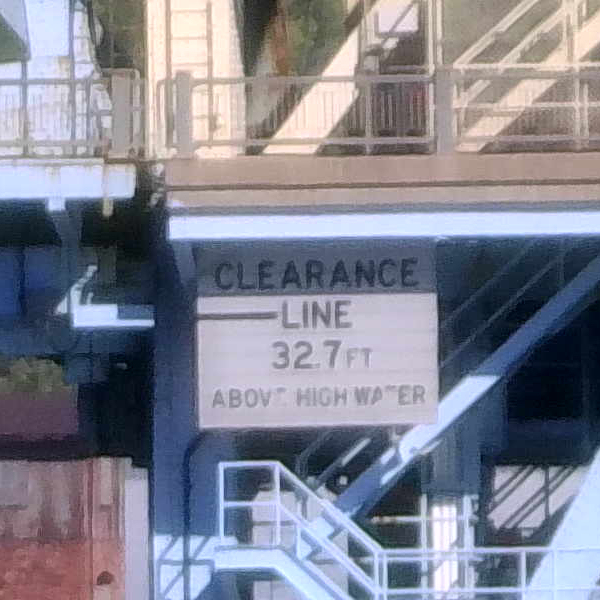 CLEARANCE
LINE
32.7 FT
ABOVE HIGH WATER